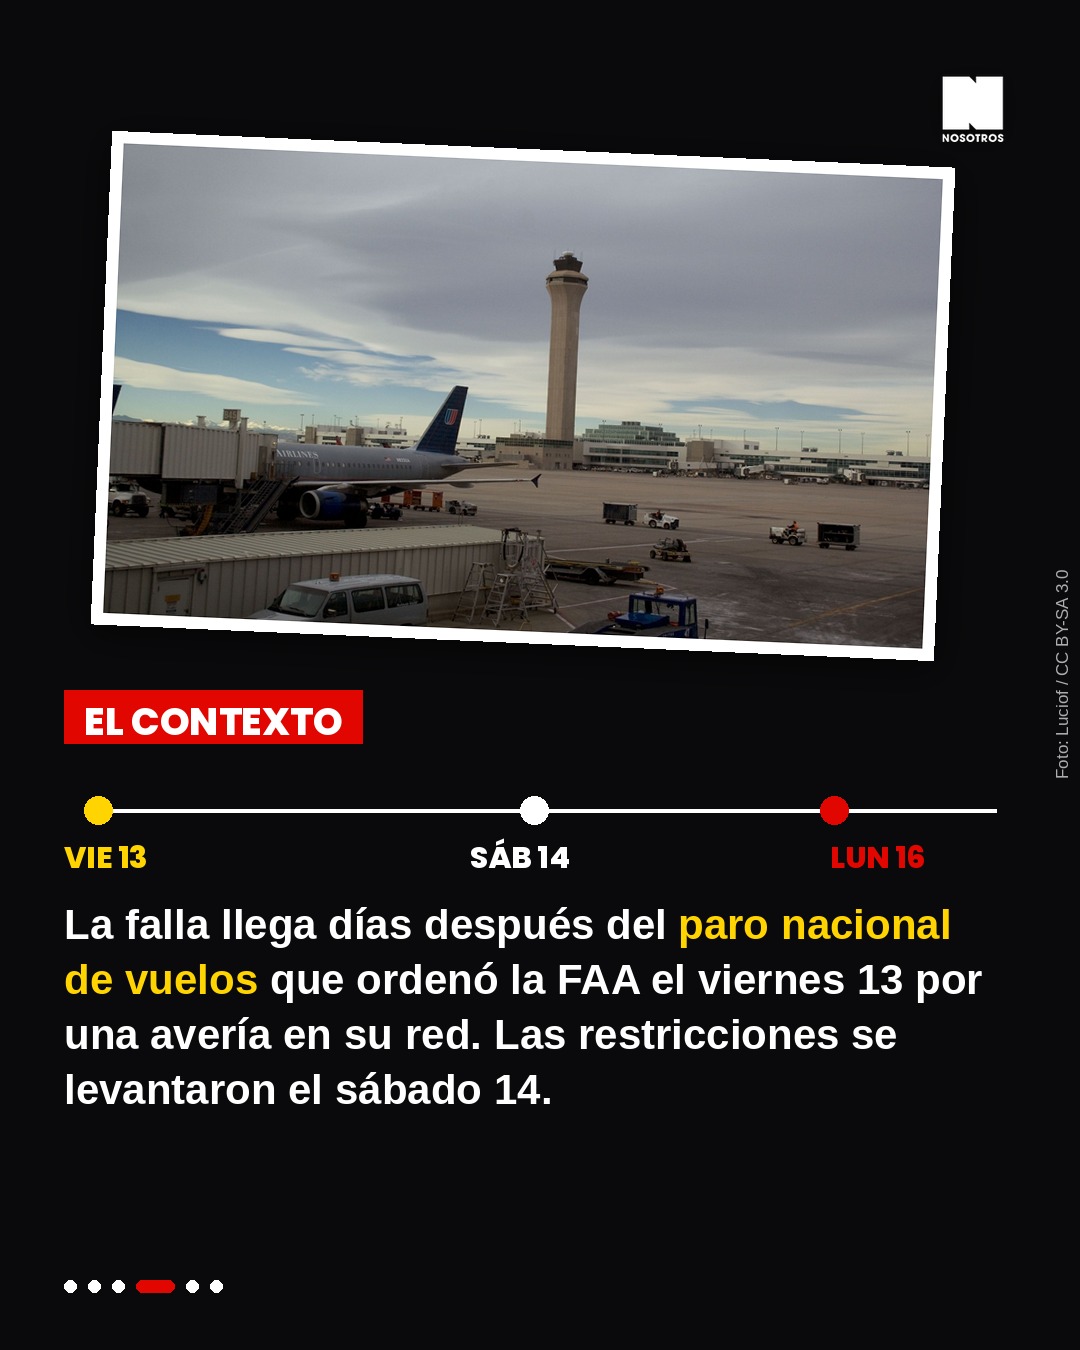 NOSOTROS
AIRLINES
EL CONTEXTO
VIE 13
SÁB 14
LUN 16
La falla llega días después del paro nacional
de vuelos que ordenó la FAA el viernes 13 por
una avería en su red. Las restricciones se
levantaron el sábado 14.
Foto: Luciof / CC BY-SA 3.0